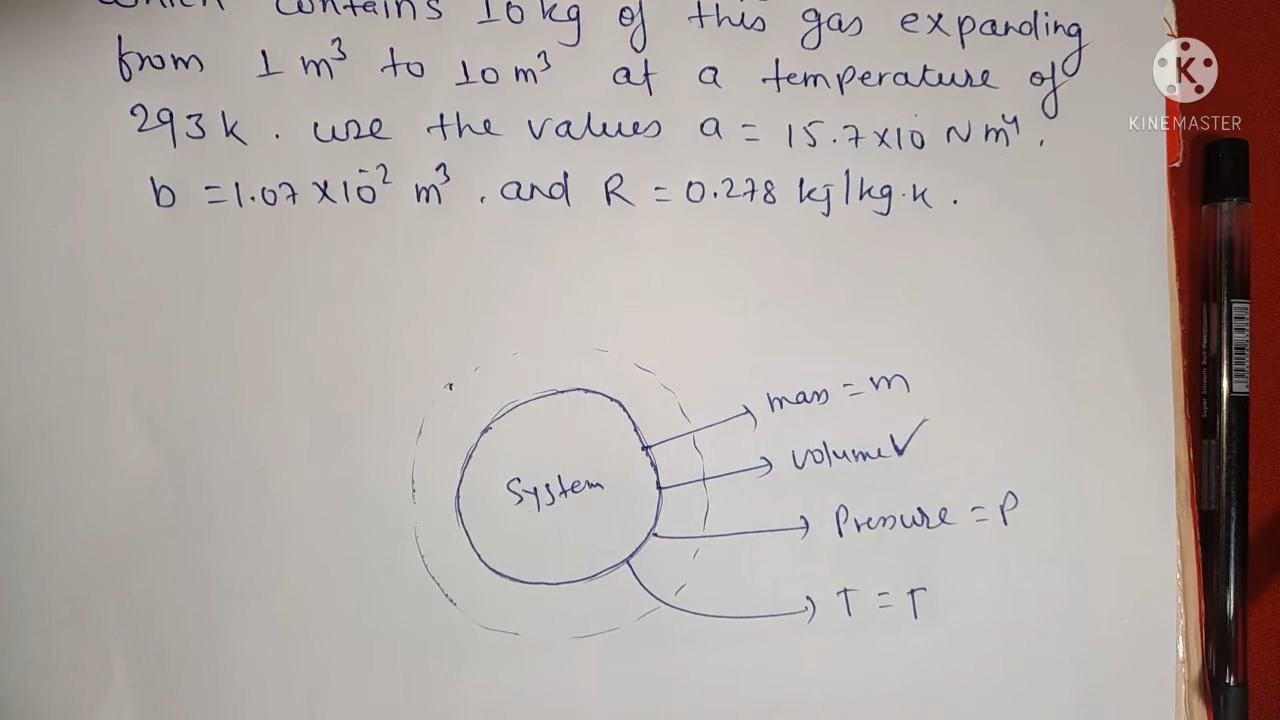 which contains 10 kg of this gas expanding
from 1 m³ to 10 m³ at a temperature of
293 k . use the values a = 15.7×10 Nm⁴.
b = 1.07 × 10⁻² m³ . and R = 0.278 kj/kg.k .
K
KINEMASTER
mass = m
System
volume V
Pressure = P
T = T